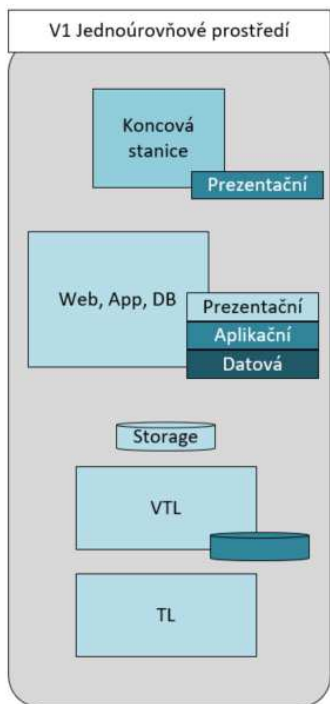 V1 Jednoúrovňové prostředí
Koncová
stanice
Prezentační
Web, App, DB
Prezentační
Aplikační
Datová
Storage
VTL
TL